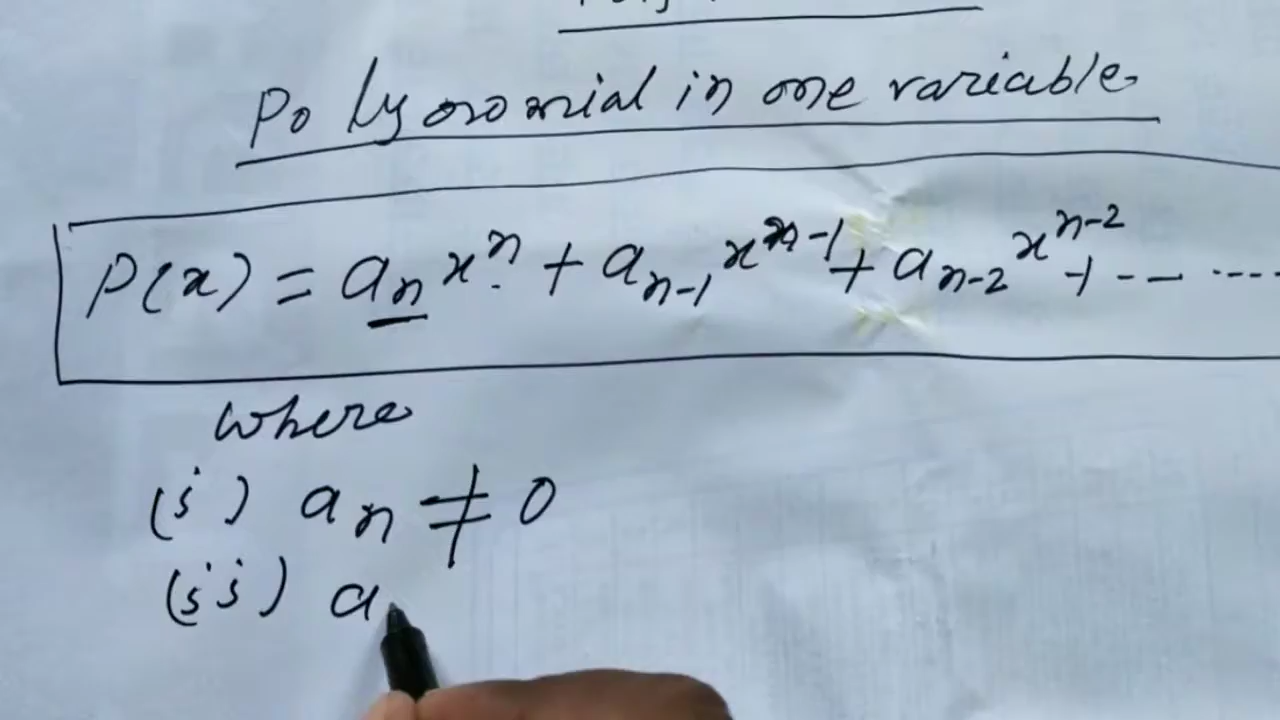 Polynomial in one variable
P(x) = aₙxⁿ + aₙ₋₁xⁿ⁻¹ + aₙ₋₂xⁿ⁻² + -- ----
where
(i) aₙ ≠ 0
(ii) a